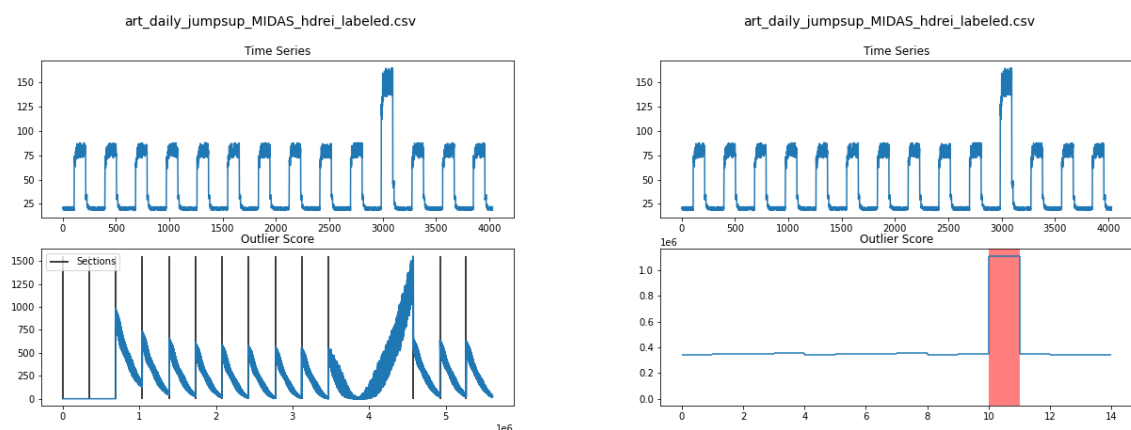 art_daily_jumpsup_MIDAS_hdrei_labeled.csv
Time Series
150
125
100
75
50
25
0 500 1000 1500 2000 2500 3000 3500 4000
Outlier Score
Sections
1500
1250
1000
750
500
250
0
0 1 2 3 4 5
1e6
art_daily_jumpsup_MIDAS_hdrei_labeled.csv
Time Series
150
125
100
75
50
25
0 500 1000 1500 2000 2500 3000 3500 4000
1e6
Outlier Score
1.0
0.8
0.6
0.4
0.2
0.0
0 2 4 6 8 10 12 14